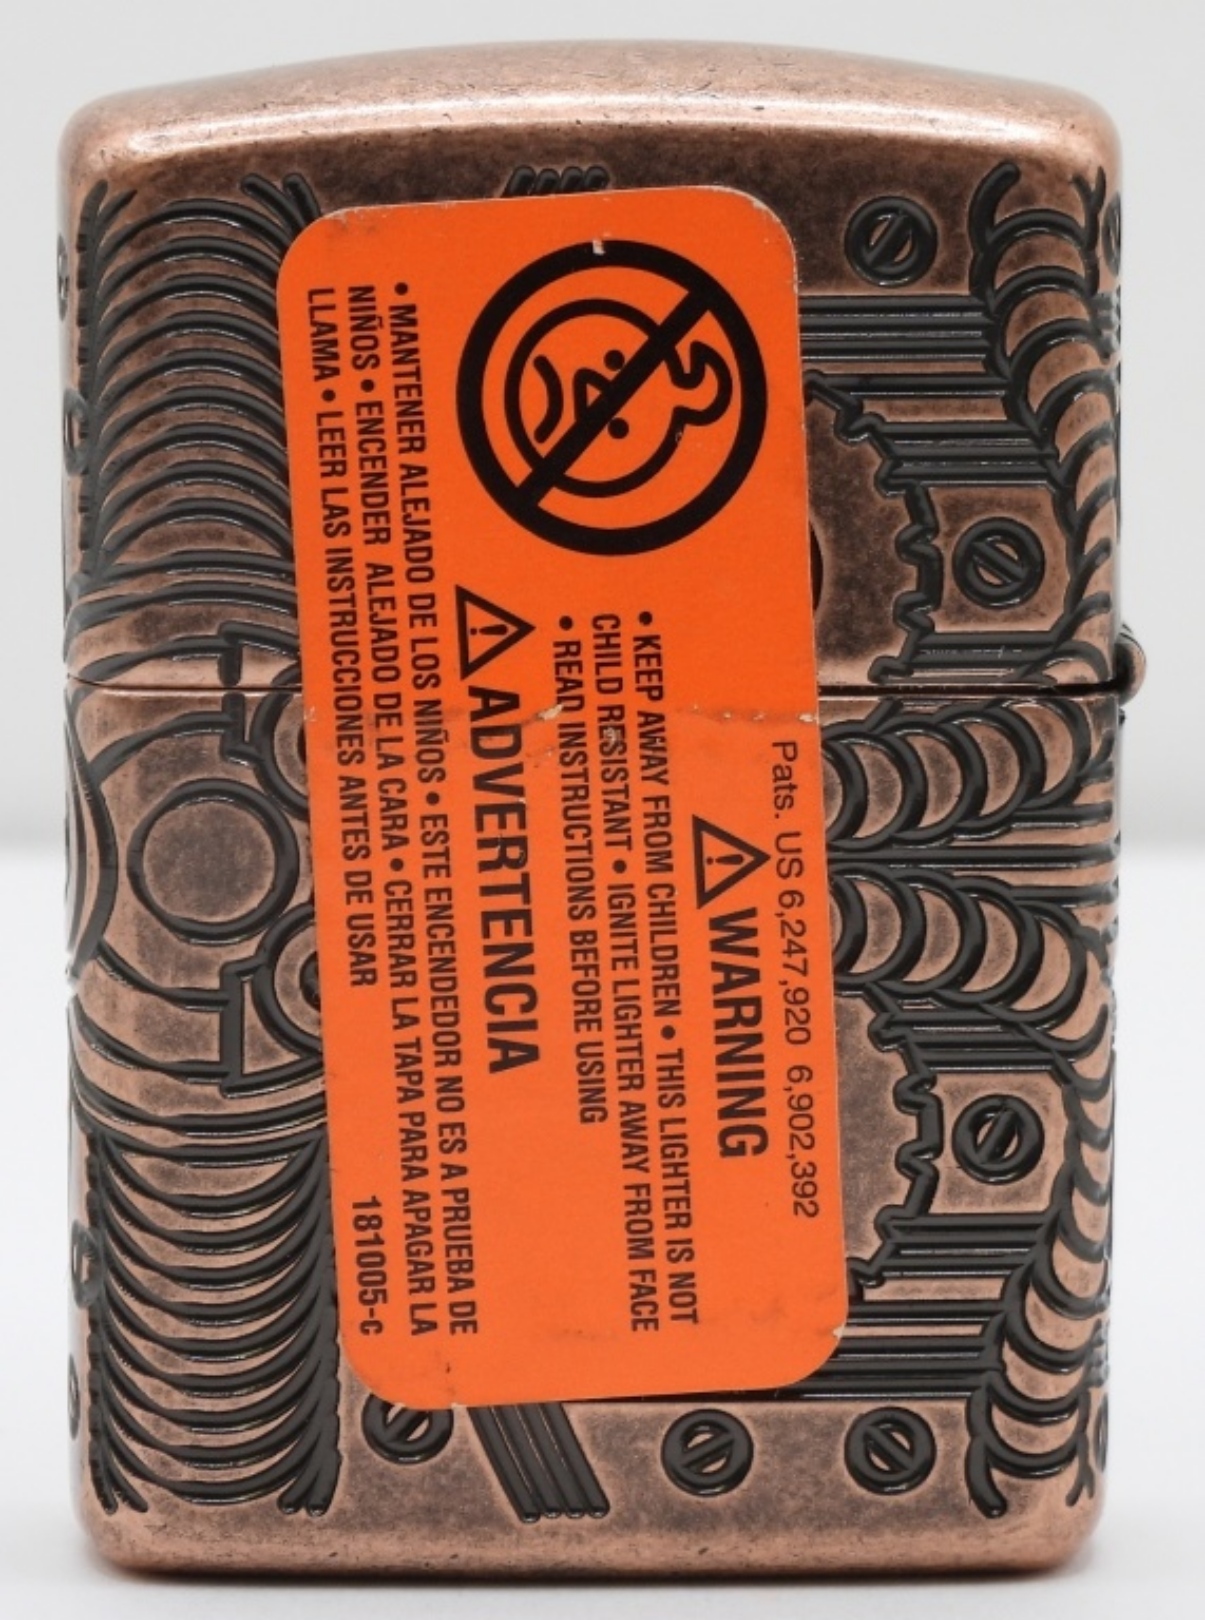 Pats. US 6,247,920 6,902,392
⚠WARNING
• KEEP AWAY FROM CHILDREN • THIS LIGHTER IS NOT
CHILD RESISTANT • IGNITE LIGHTER AWAY FROM FACE
• READ INSTRUCTIONS BEFORE USING
⚠ADVERTENCIA
• MANTENER ALEJADO DE LOS NIÑOS • ESTE ENCENDEDOR NO ES A PRUEBA DE
NIÑOS • ENCENDER ALEJADO DE LA CARA • CERRAR LA TAPA PARA APAGAR LA
LLAMA • LEER LAS INSTRUCCIONES ANTES DE USAR
181005-c